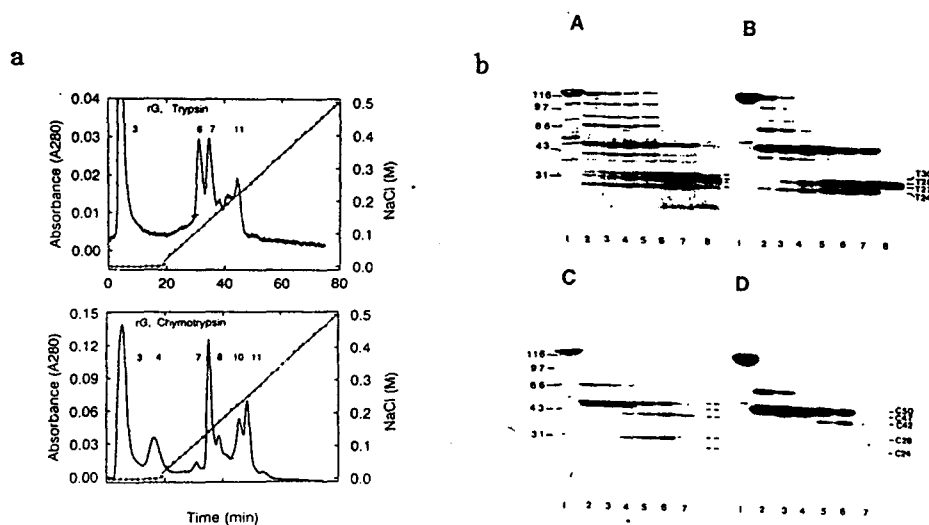 a
rG, Trypsin
3 6 7 11
0.04
0.03
0.02
0.01
0.00
Absorbance (A280)
0.5
0.4
0.3
0.2
0.1
0.0
NaCl (M)
0 20 40 60 80
rG, Chymotrypsin
3 4 7 8 10 11
0.15
0.12
0.09
0.06
0.03
0.00
Absorbance (A280)
0.5
0.4
0.3
0.2
0.1
0.0
NaCl (M)
Time (min)
b
A
116
97
66
43
31
1 2 3 4 5 6 7 8
B
T30
1 2 3 4 5 6 7 8
C
116
97
66
43
31
1 2 3 4 5 6 7
D
C50
C42
C28
C24
1 2 3 4 5 6 7